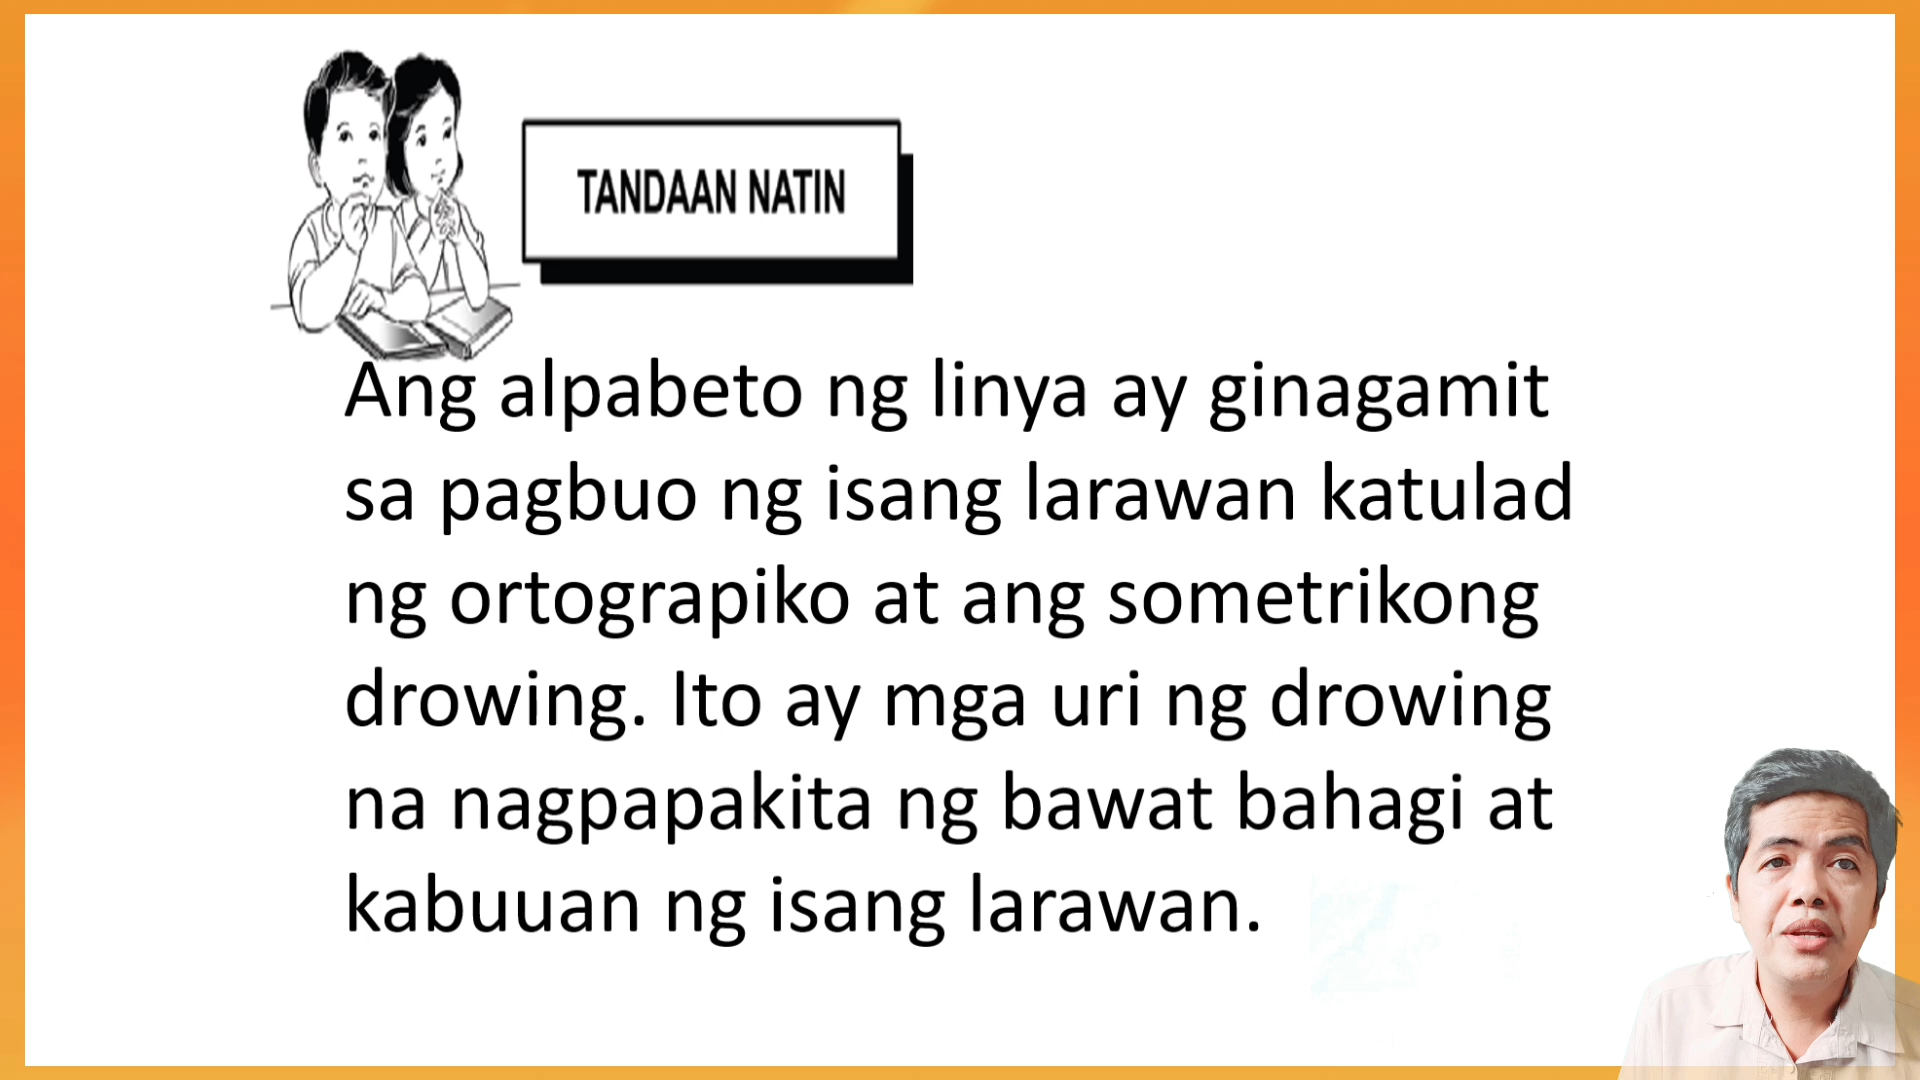 TANDAAN NATIN
Ang alpabeto ng linya ay ginagamit
sa pagbuo ng isang larawan katulad
ng ortograpiko at ang sometrikong
drowing. Ito ay mga uri ng drowing
na nagpapakita ng bawat bahagi at
kabuuan ng isang larawan.